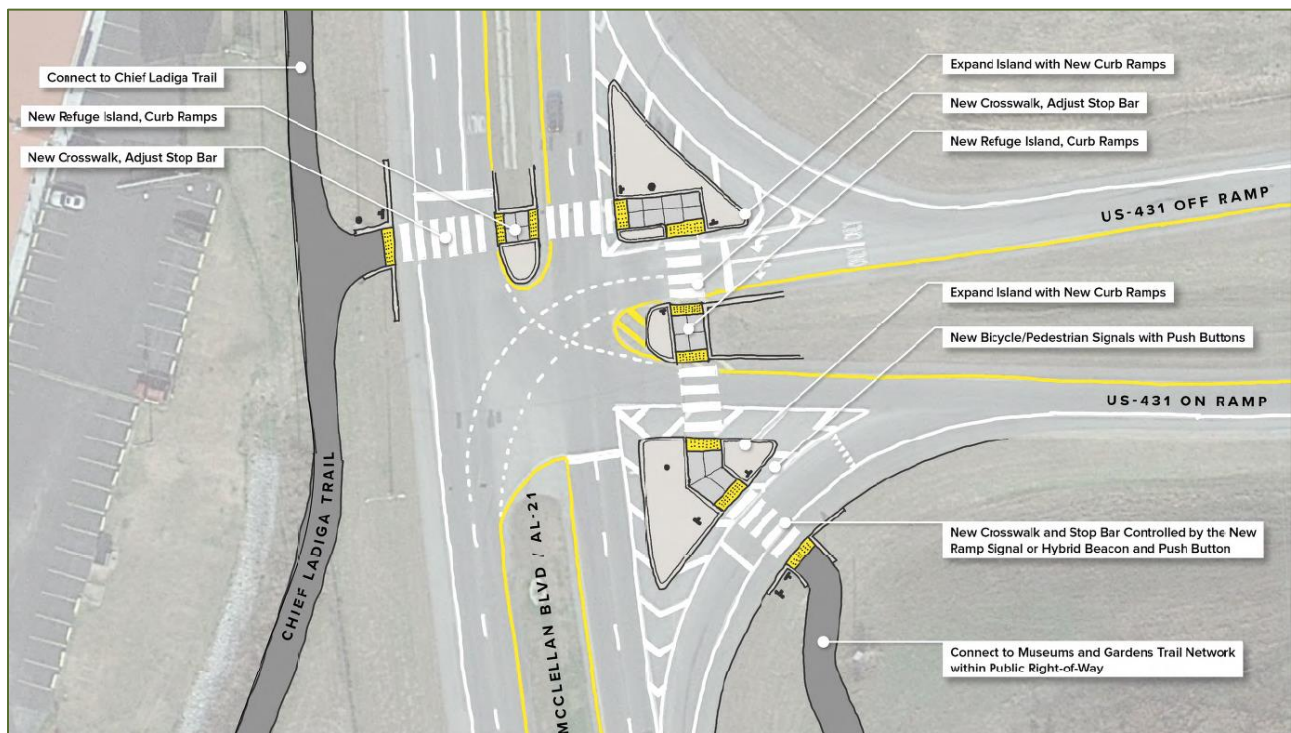 Connect to Chief Ladiga Trail
New Refuge Island, Curb Ramps
New Crosswalk, Adjust Stop Bar
Expand Island with New Curb Ramps
New Crosswalk, Adjust Stop Bar
New Refuge Island, Curb Ramps
US-431 OFF RAMP
Expand Island with New Curb Ramps
New Bicycle/Pedestrian Signals with Push Buttons
US-431 ON RAMP
CHIEF LADIGA TRAIL
MCCLELLAN BLVD / AL-21
New Crosswalk and Stop Bar Controlled by the New
Ramp Signal or Hybrid Beacon and Push Button
Connect to Museums and Gardens Trail Network
within Public Right-of-Way